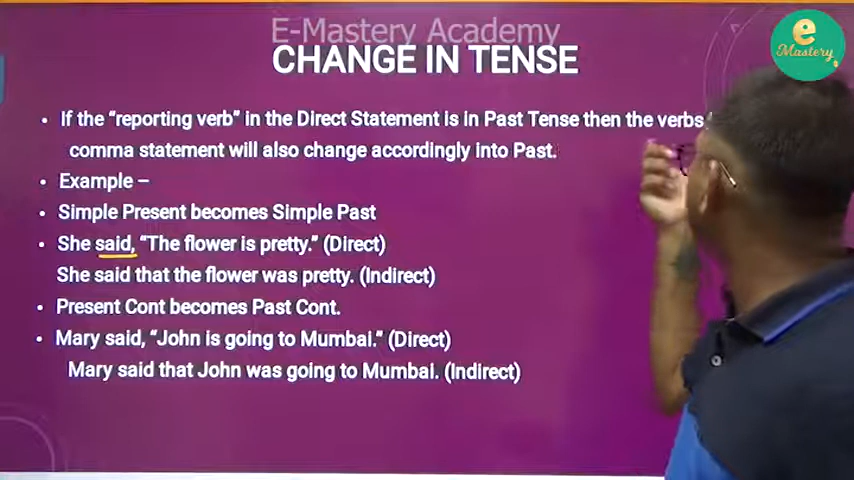 E-Mastery Academy
e
Mastery
CHANGE IN TENSE
• If the “reporting verb” in the Direct Statement is in Past Tense then the verbs
comma statement will also change accordingly into Past.
• Example –
• Simple Present becomes Simple Past
• She said, “The flower is pretty.” (Direct)
She said that the flower was pretty. (Indirect)
• Present Cont becomes Past Cont.
• Mary said, “John is going to Mumbai.” (Direct)
Mary said that John was going to Mumbai. (Indirect)